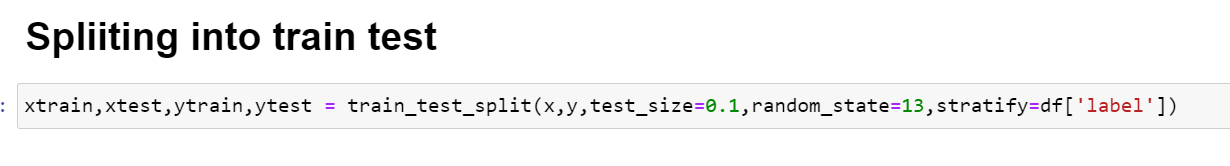 Spliiting into train test
: xtrain,xtest,ytrain,ytest = train_test_split(x,y,test_size=0.1,random_state=13,stratify=df['label'])